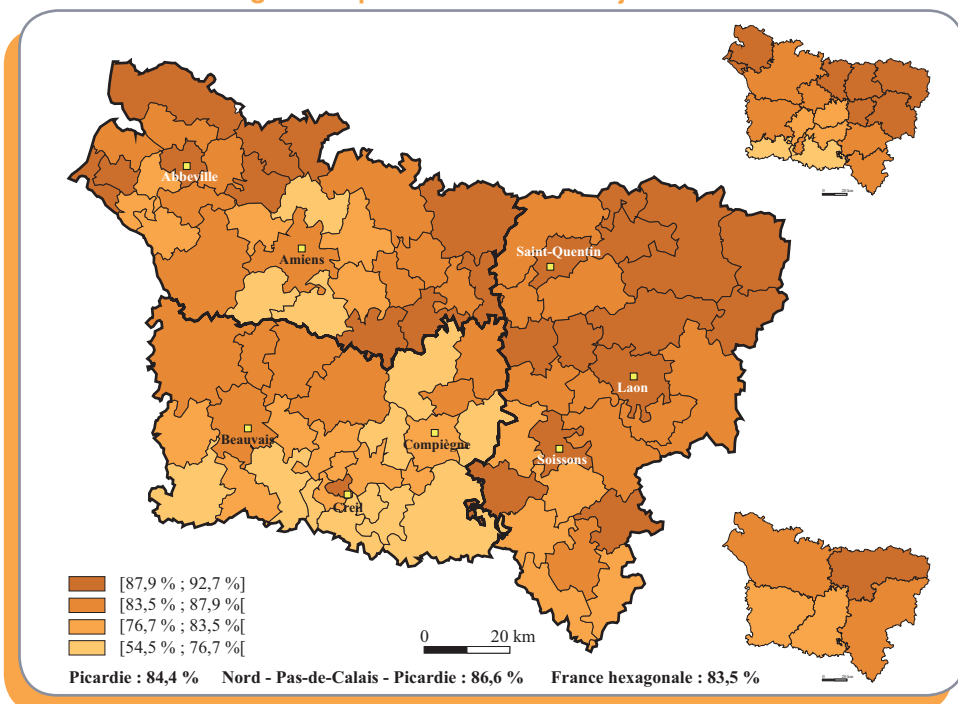 Abbeville
Amiens
Saint-Quentin
Laon
Beauvais
Compiègne
Soissons
Creil
[87,9 % ; 92,7 %]
[83,5 % ; 87,9 %[
[76,7 % ; 83,5 %[
[54,5 % ; 76,7 %[
0 20 km
Picardie : 84,4 % Nord - Pas-de-Calais - Picardie : 86,6 % France hexagonale : 83,5 %